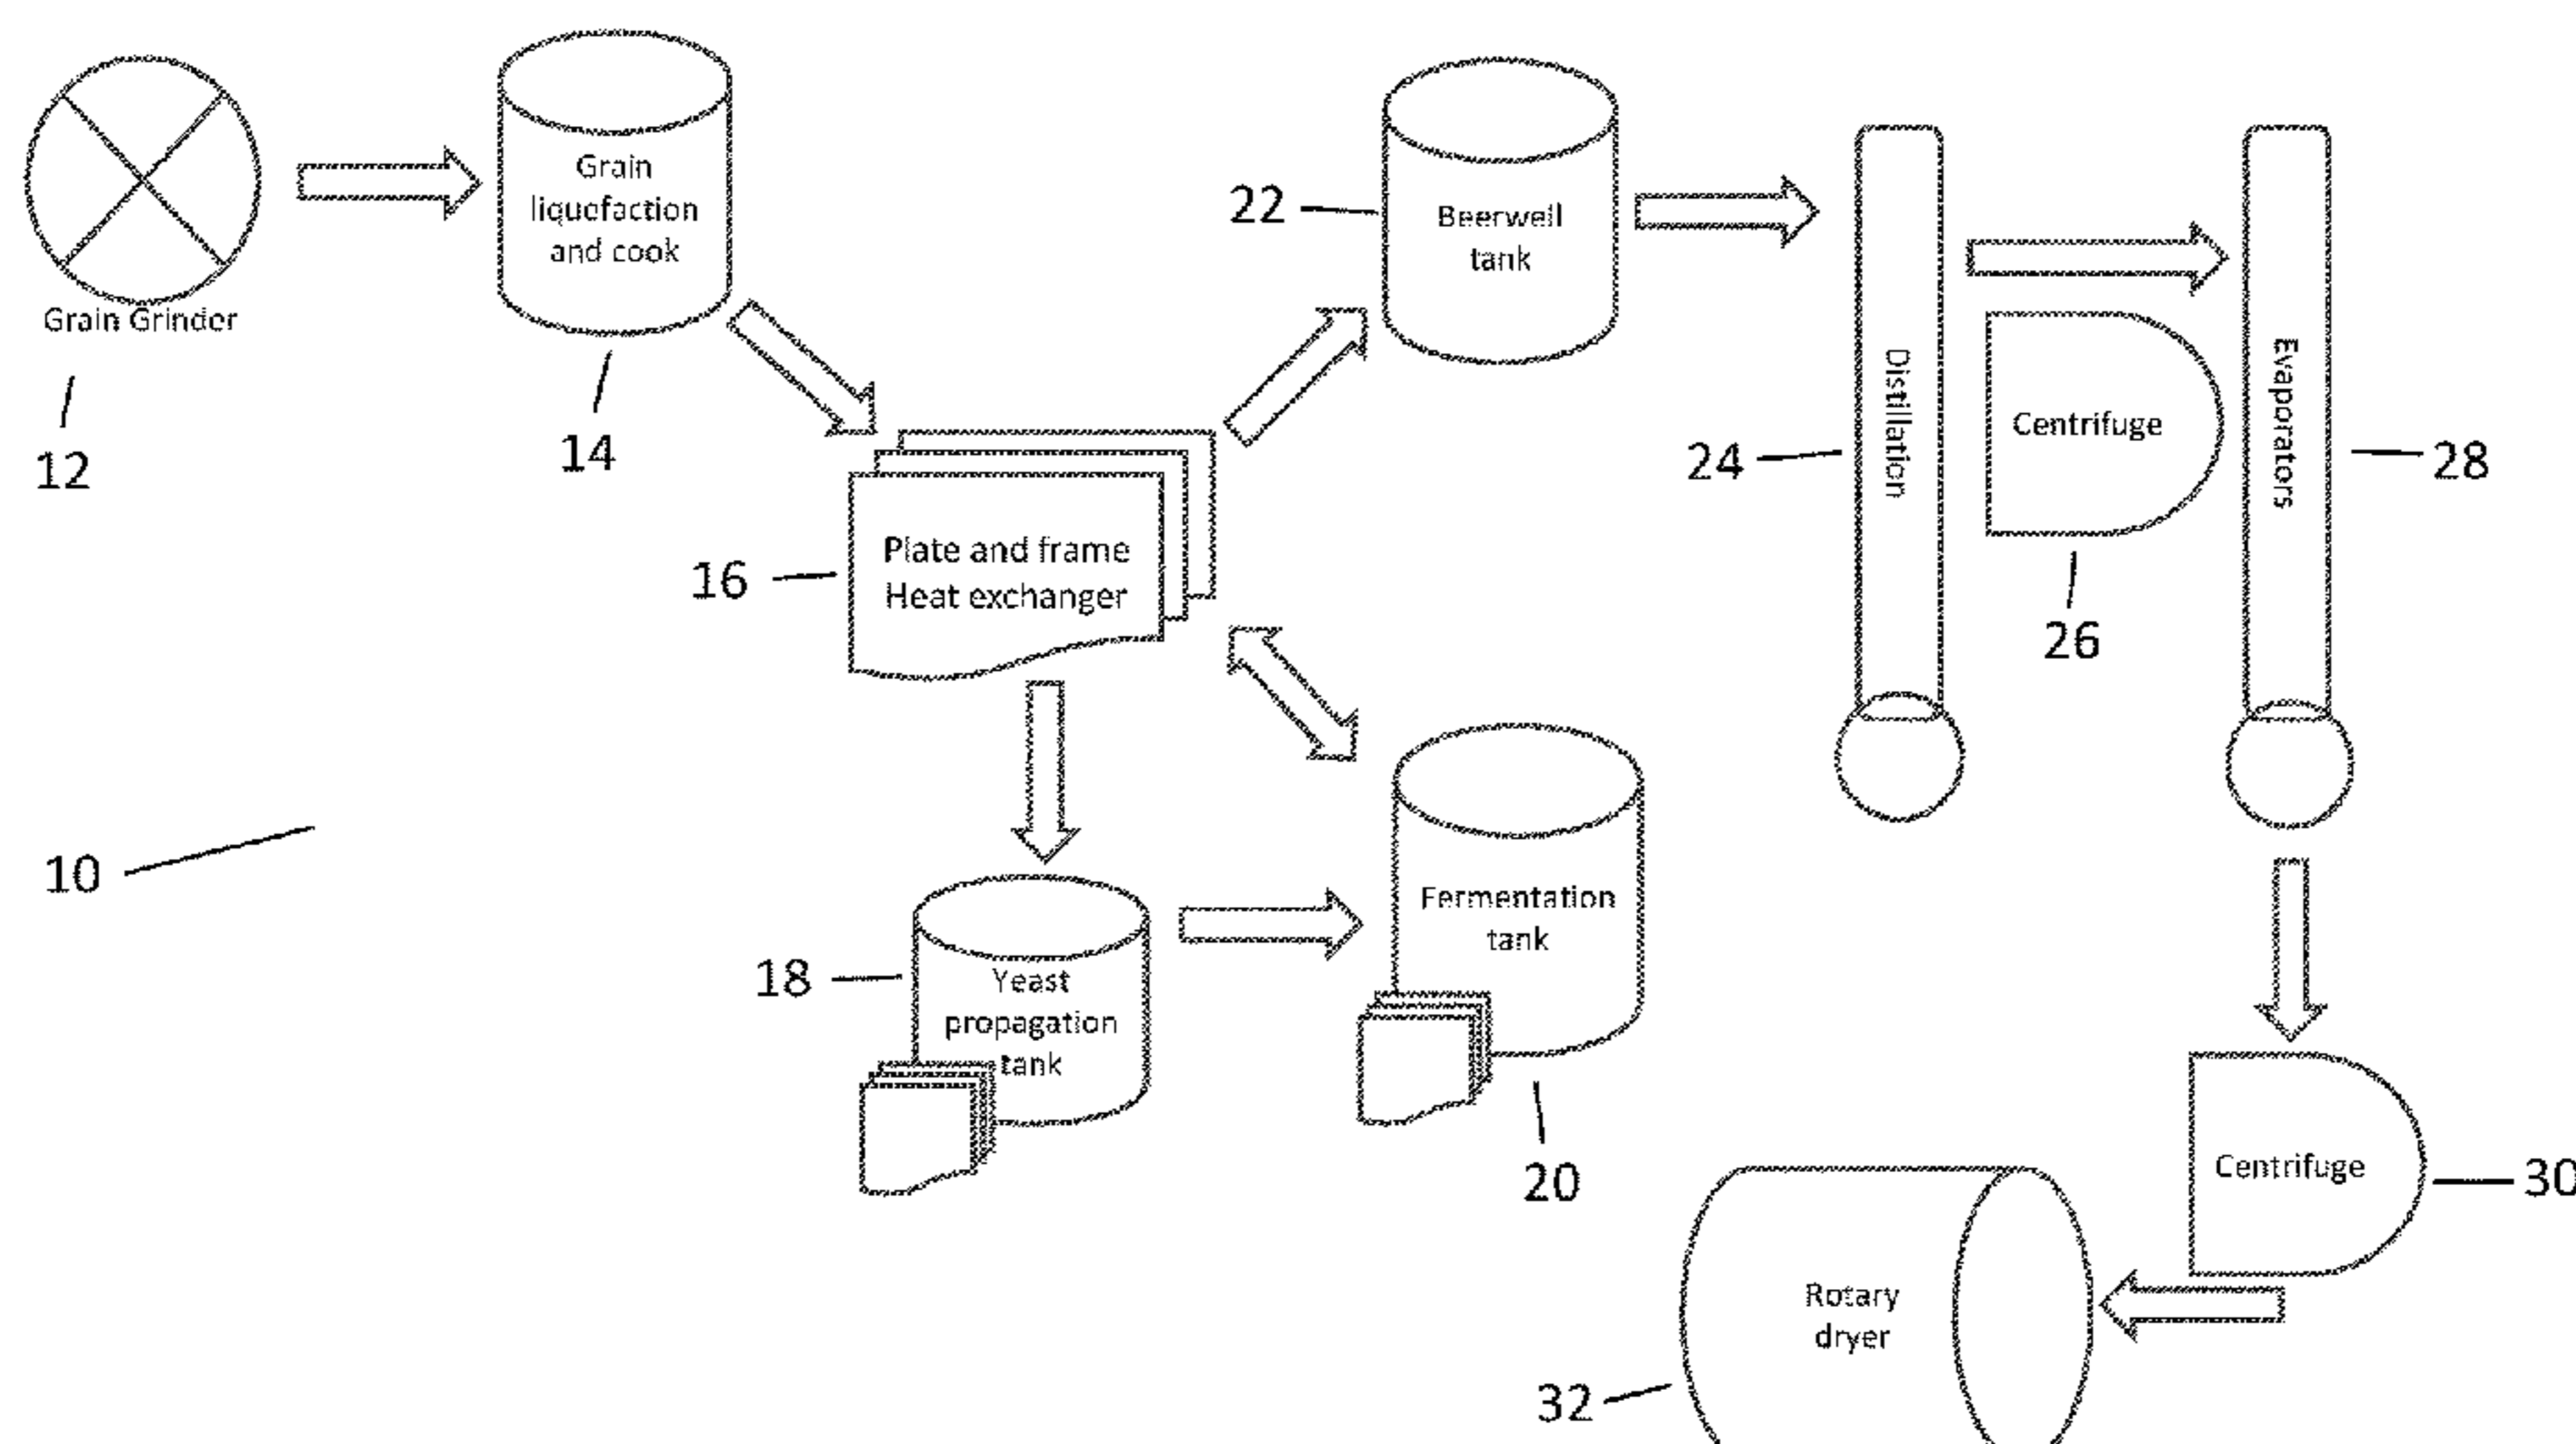 Grain Grinder
12
Grain
liquefaction
and cook
14
Plate and frame
Heat exchanger
16
22
Beerwell
tank
Distillation
24
Centrifuge
26
Evaporators
28
10
18
Yeast
propagation
tank
Fermentation
tank
20
Centrifuge
30
Rotary
dryer
32